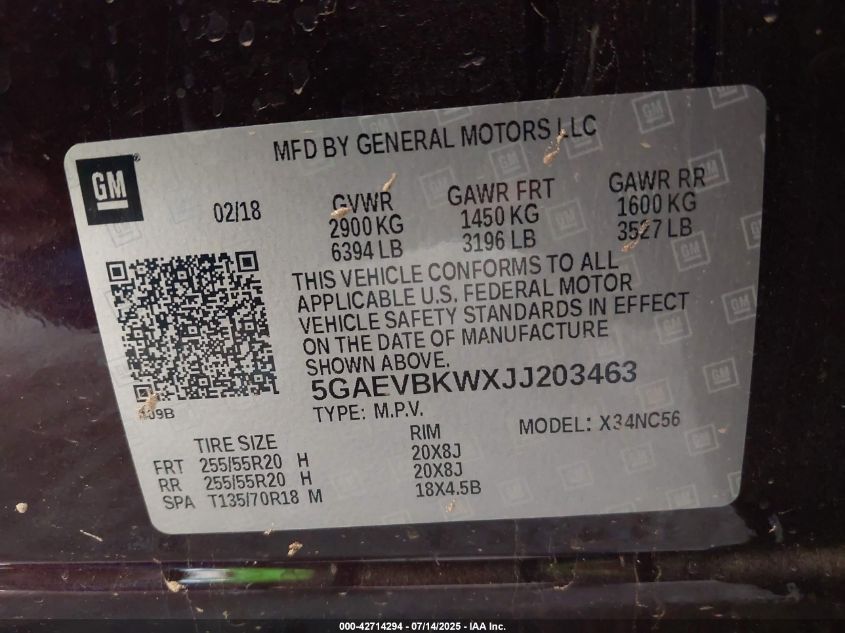 MFD BY GENERAL MOTORS LLC
GM
02/18
GVWR GAWR FRT GAWR RR
2900 KG 1450 KG 1600 KG
6394 LB 3196 LB 3527 LB
THIS VEHICLE CONFORMS TO ALL
APPLICABLE U.S. FEDERAL MOTOR
VEHICLE SAFETY STANDARDS IN EFFECT
ON THE DATE OF MANUFACTURE
SHOWN ABOVE.
5GAEVBKWXJJ203463
TYPE: M.P.V. MODEL: X34NC56
TIRE SIZE RIM
FRT 255/55R20 H 20X8J
RR 255/55R20 H 20X8J
SPA T135/70R18 M 18X4.5B
000-42714294 - 07/14/2025 - IAA Inc.